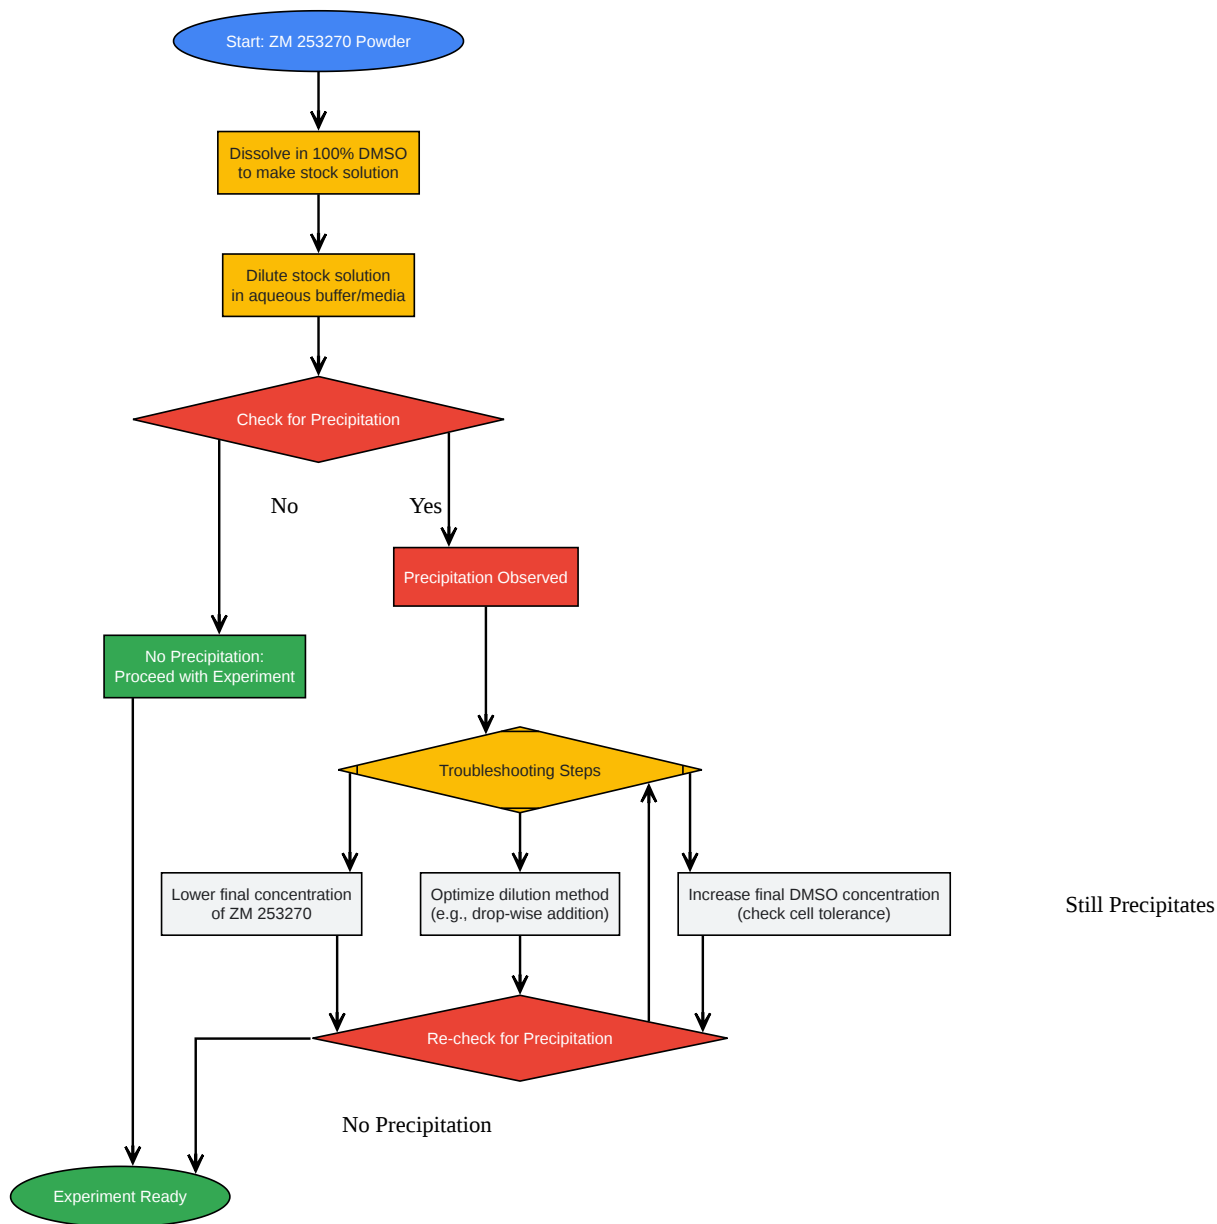 Start: ZM 253270 Powder
Dissolve in 100% DMSO
to make stock solution
Dilute stock solution
in aqueous buffer/media
Check for Precipitation
No
Yes
Precipitation Observed
No Precipitation:
Proceed with Experiment
Troubleshooting Steps
Lower final concentration
of ZM 253270
Optimize dilution method
(e.g., drop-wise addition)
Increase final DMSO concentration
(check cell tolerance)
Still Precipitates
Re-check for Precipitation
No Precipitation
Experiment Ready